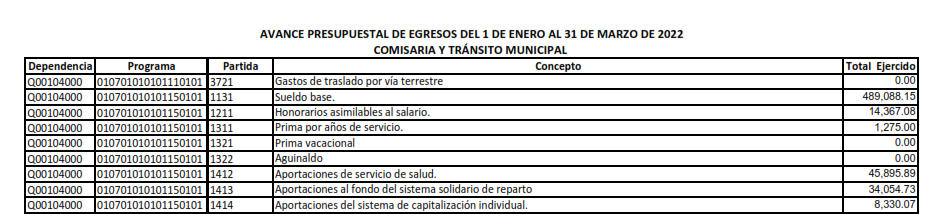 AVANCE PRESUPUESTAL DE EGRESOS DEL 1 DE ENERO AL 31 DE MARZO DE 2022
COMISARIA Y TRÁNSITO MUNICIPAL
Dependencia Programa Partida Concepto Total Ejercido
Q00104000 010701010101110101 3721 Gastos de traslado por vía terrestre 0.00
Q00104000 010701010101150101 1131 Sueldo base. 489,088.15
Q00104000 010701010101150101 1211 Honorarios asimilables al salario. 14,367.08
Q00104000 010701010101150101 1311 Prima por años de servicio. 1,275.00
Q00104000 010701010101150101 1321 Prima vacacional 0.00
Q00104000 010701010101150101 1322 Aguinaldo 0.00
Q00104000 010701010101150101 1412 Aportaciones de servicio de salud. 45,895.89
Q00104000 010701010101150101 1413 Aportaciones al fondo del sistema solidario de reparto 34,054.73
Q00104000 010701010101150101 1414 Aportaciones del sistema de capitalización individual. 8,330.07